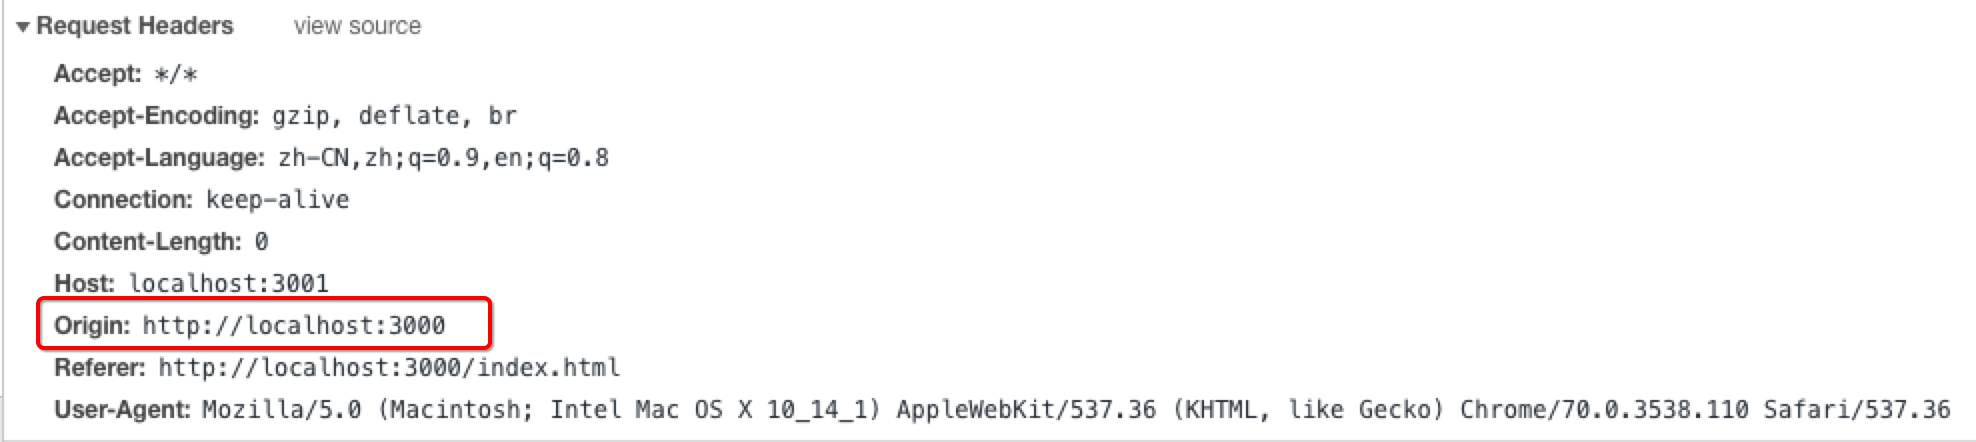 Request Headers view source
Accept: */*
Accept-Encoding: gzip, deflate, br
Accept-Language: zh-CN,zh;q=0.9,en;q=0.8
Connection: keep-alive
Content-Length: 0
Host: localhost:3001
Origin: http://localhost:3000
Referer: http://localhost:3000/index.html
User-Agent: Mozilla/5.0 (Macintosh; Intel Mac OS X 10_14_1) AppleWebKit/537.36 (KHTML, like Gecko) Chrome/70.0.3538.110 Safari/537.36